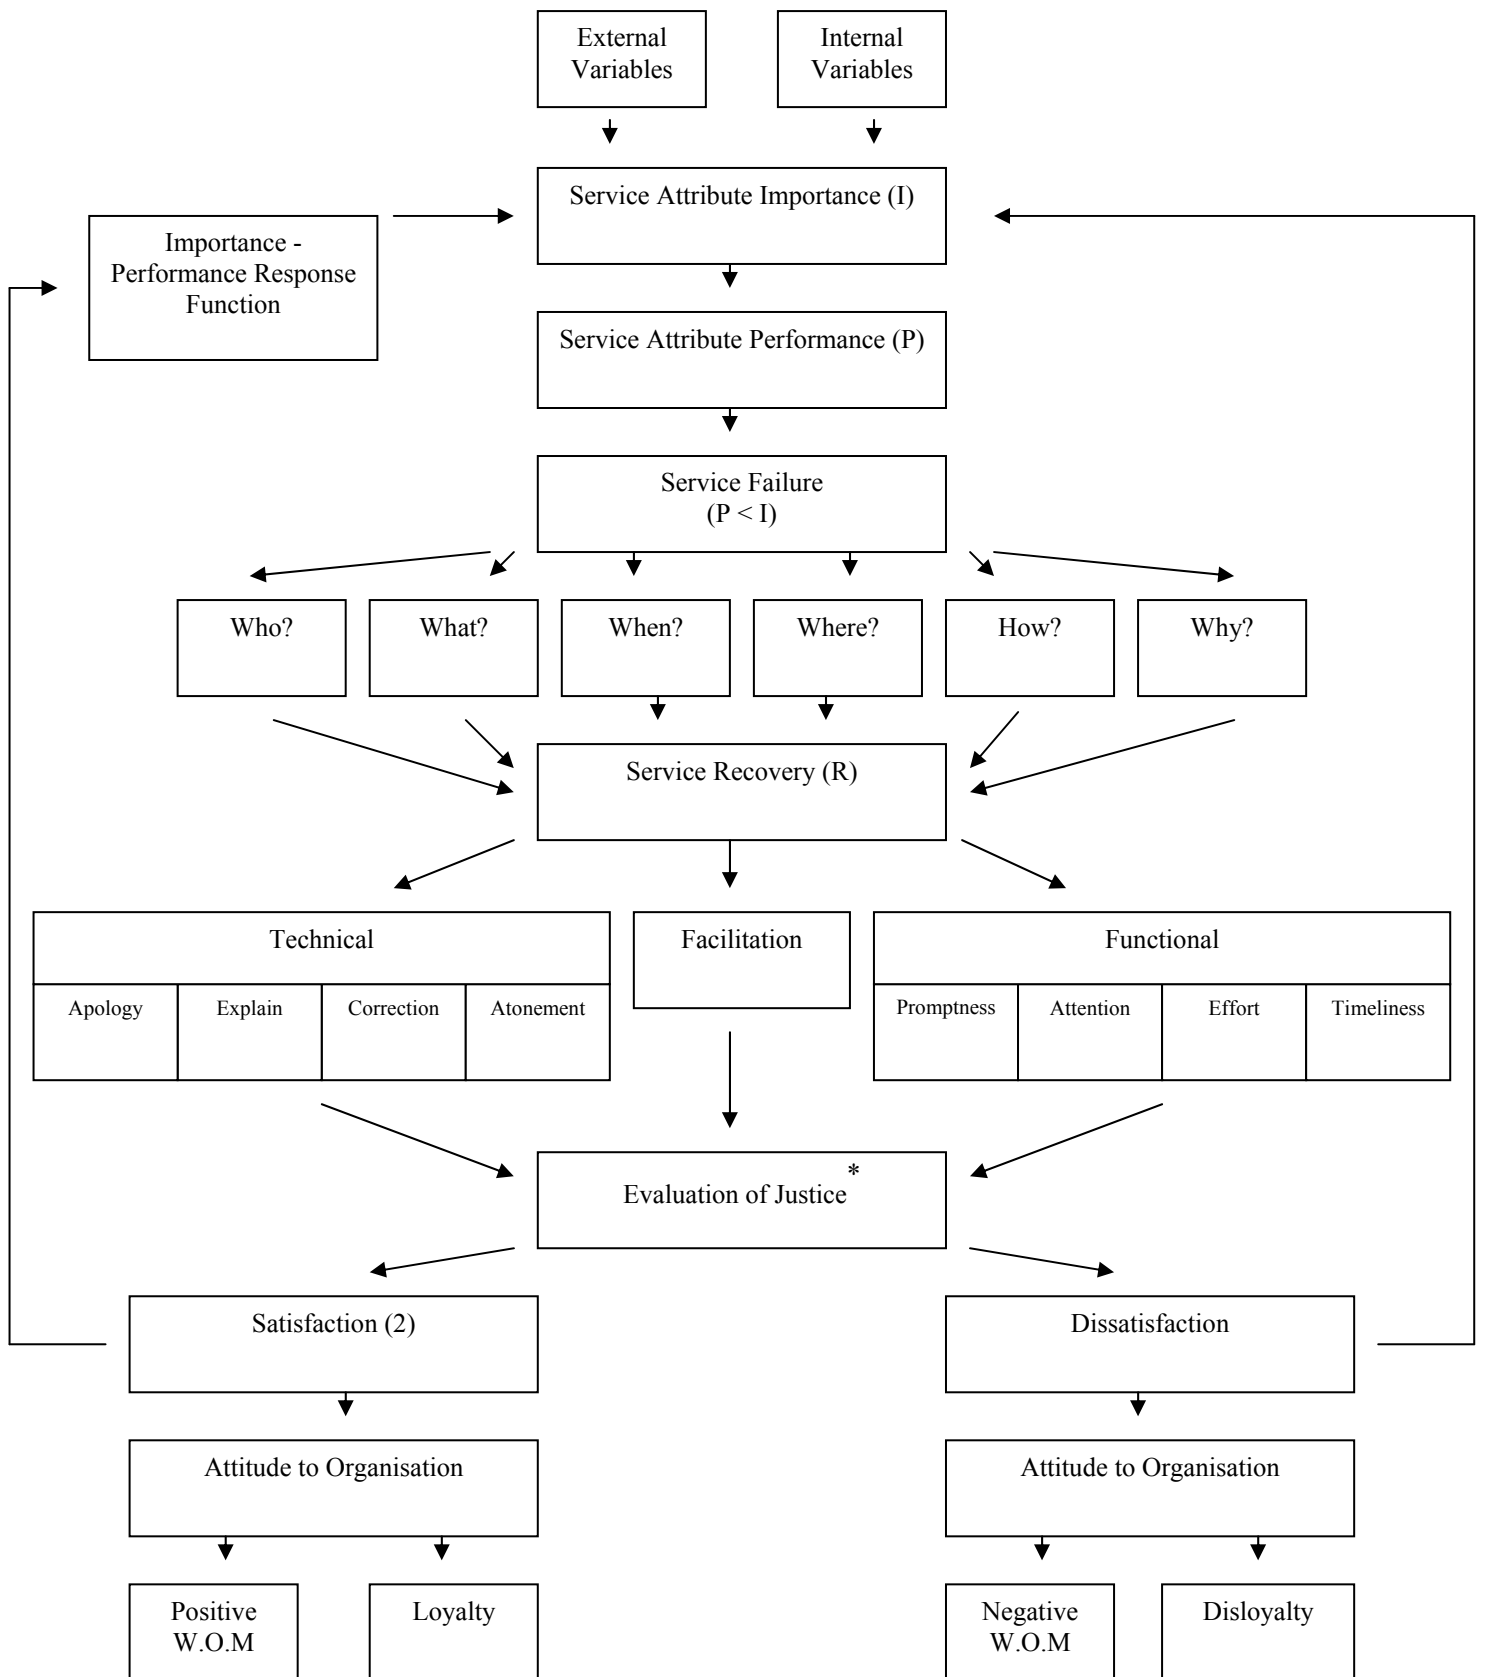 External
Variables
Internal
Variables
Service Attribute Importance (I)
Importance -
Performance Response
Function
Service Attribute Performance (P)
Service Failure
(P < I)
Who?
What?
When?
Where?
How?
Why?
Service Recovery (R)
Technical
Facilitation
Functional
Apology
Explain
Correction
Atonement
Promptness
Attention
Effort
Timeliness
Evaluation of Justice*
Satisfaction (2)
Dissatisfaction
Attitude to Organisation
Attitude to Organisation
Positive
W.O.M
Loyalty
Negative
W.O.M
Disloyalty